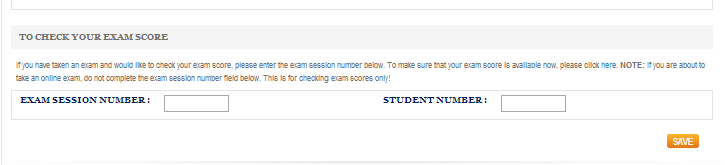 TO CHECK YOUR EXAM SCORE
If you have taken an exam and would like to check your exam score, please enter the exam session number below. To make sure that your exam score is available now, please click here. NOTE: If you are about to
take an online exam, do not complete the exam session number field below. This is for checking exam scores only!
EXAM SESSION NUMBER : STUDENT NUMBER :
SAVE